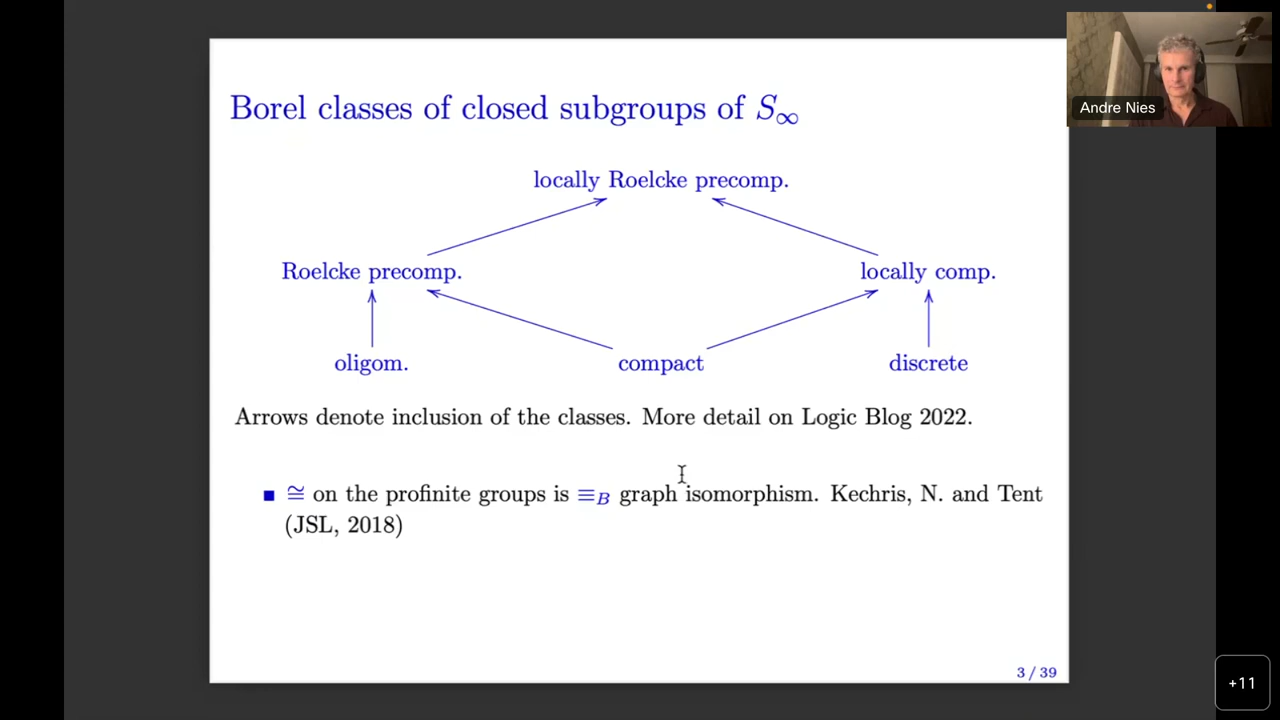 Borel classes of closed subgroups of S∞
Andre Nies
locally Roelcke precomp.
Roelcke precomp.
locally comp.
oligom.
compact
discrete
Arrows denote inclusion of the classes. More detail on Logic Blog 2022.
≅ on the profinite groups is ≡B graph isomorphism. Kechris, N. and Tent
(JSL, 2018)
3 / 39
+11